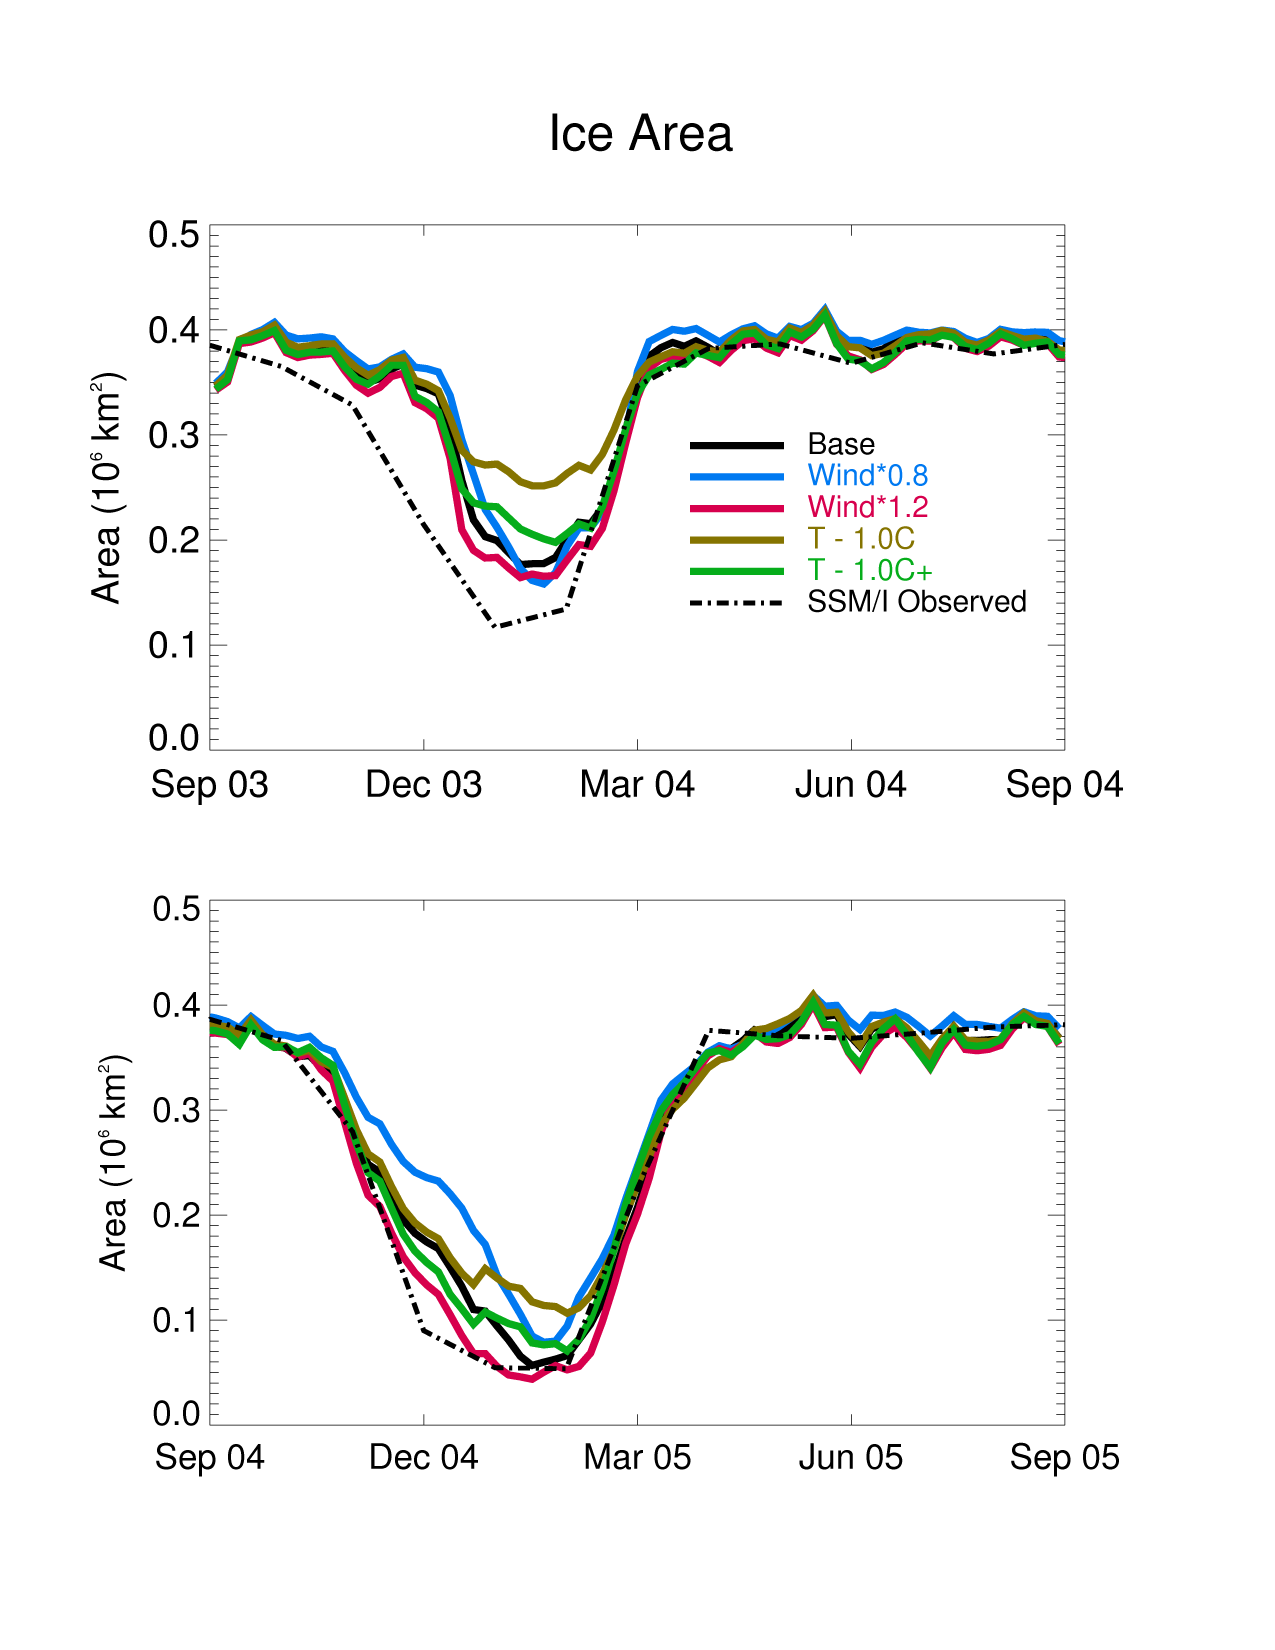 Ice Area
0.5
0.4
0.3
0.2
0.1
0.0
Area (10⁶ km²)
Base
Wind*0.8
Wind*1.2
T - 1.0C
T - 1.0C+
SSM/I Observed
Sep 03 Dec 03 Mar 04 Jun 04 Sep 04
0.5
0.4
0.3
0.2
0.1
0.0
Area (10⁶ km²)
Sep 04 Dec 04 Mar 05 Jun 05 Sep 05